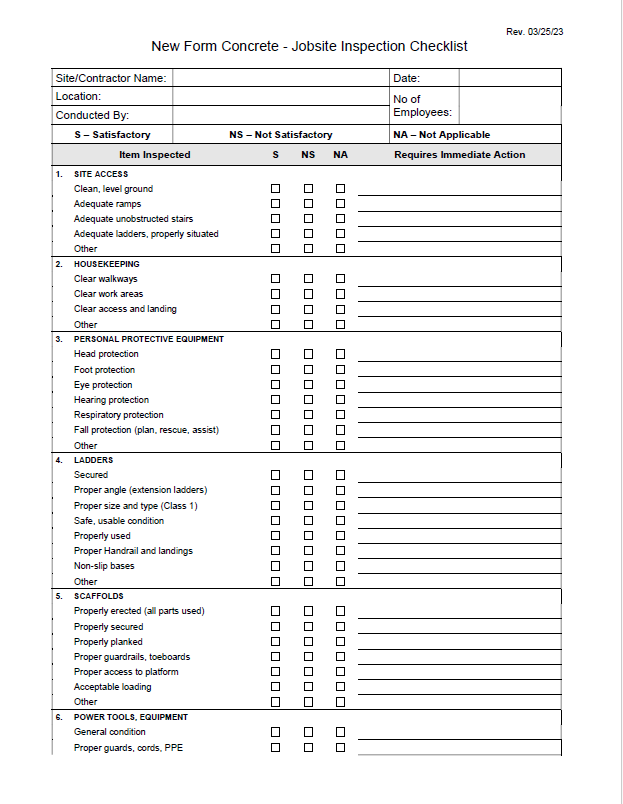 Rev. 03/25/23
New Form Concrete - Jobsite Inspection Checklist
Site/Contractor Name: Date:
Location:
No of Employees:
Conducted By:
S – Satisfactory NS – Not Satisfactory NA – Not Applicable
Item Inspected S NS NA Requires Immediate Action
1. SITE ACCESS
Clean, level ground
Adequate ramps
Adequate unobstructed stairs
Adequate ladders, properly situated
Other
2. HOUSEKEEPING
Clear walkways
Clear work areas
Clear access and landing
Other
3. PERSONAL PROTECTIVE EQUIPMENT
Head protection
Foot protection
Eye protection
Hearing protection
Respiratory protection
Fall protection (plan, rescue, assist)
Other
4. LADDERS
Secured
Proper angle (extension ladders)
Proper size and type (Class 1)
Safe, usable condition
Properly used
Proper Handrail and landings
Non-slip bases
Other
5. SCAFFOLDS
Properly erected (all parts used)
Properly secured
Properly planked
Proper guardrails, toeboards
Proper access to platform
Acceptable loading
Other
6. POWER TOOLS, EQUIPMENT
General condition
Proper guards, cords, PPE